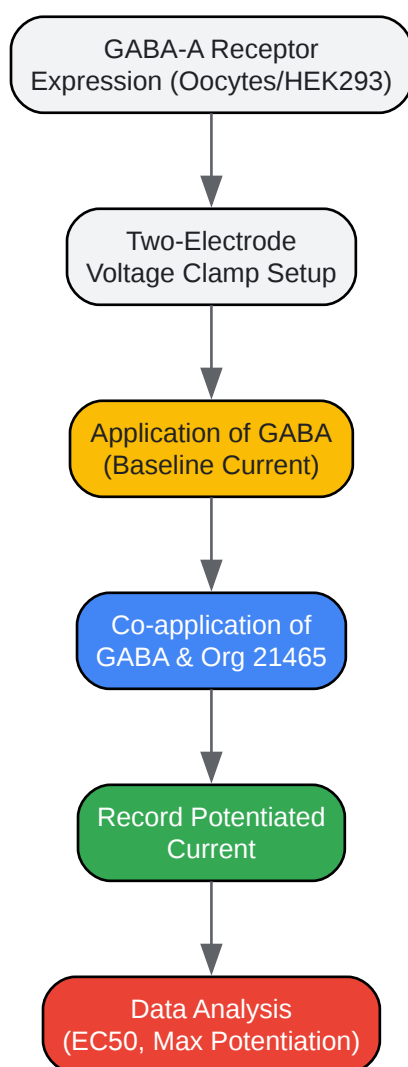 GABA-A Receptor
Expression (Oocytes/HEK293)
Two-Electrode
Voltage Clamp Setup
Application of GABA
(Baseline Current)
Co-application of
GABA & Org 21465
Record Potentiated
Current
Data Analysis
(EC50, Max Potentiation)